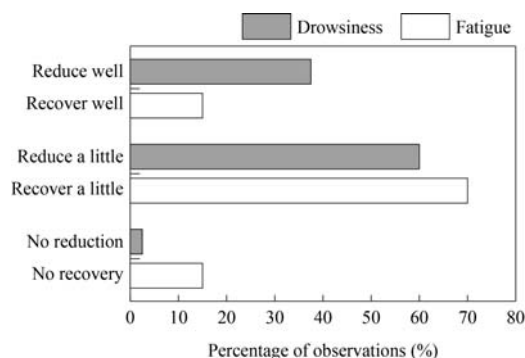 Drowsiness Fatigue
Reduce well
Recover well
Reduce a little
Recover a little
No reduction
No recovery
0 10 20 30 40 50 60 70 80
Percentage of observations (%)